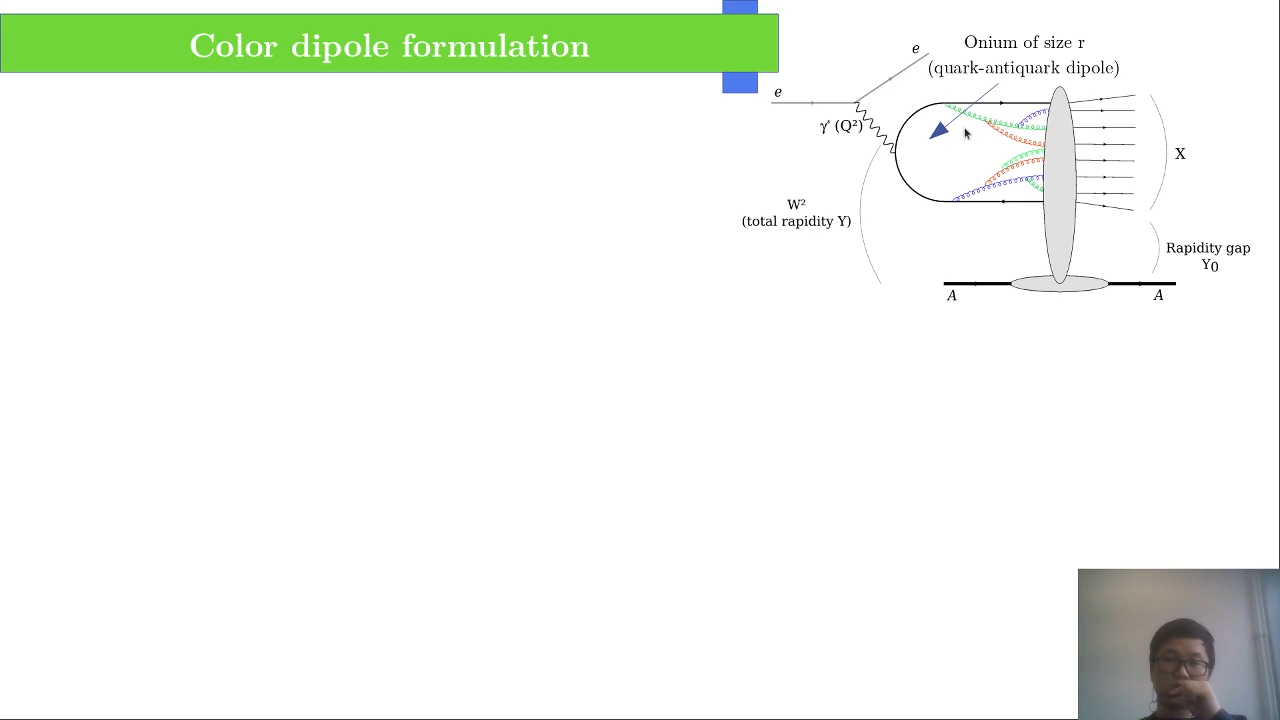 Color dipole formulation
Onium of size r
(quark-antiquark dipole)
e
e
γ* (Q²)
X
W²
(total rapidity Y)
Rapidity gap
Y0
A
A